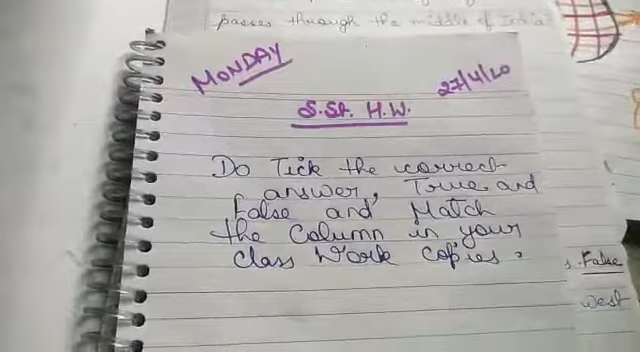 passes through the middle of India
MONDAY
27/4/20
S.St. H.W.
Do Tick the correct
answer, True and
False and Match
the Column in your
class Work copies.
s. False
west